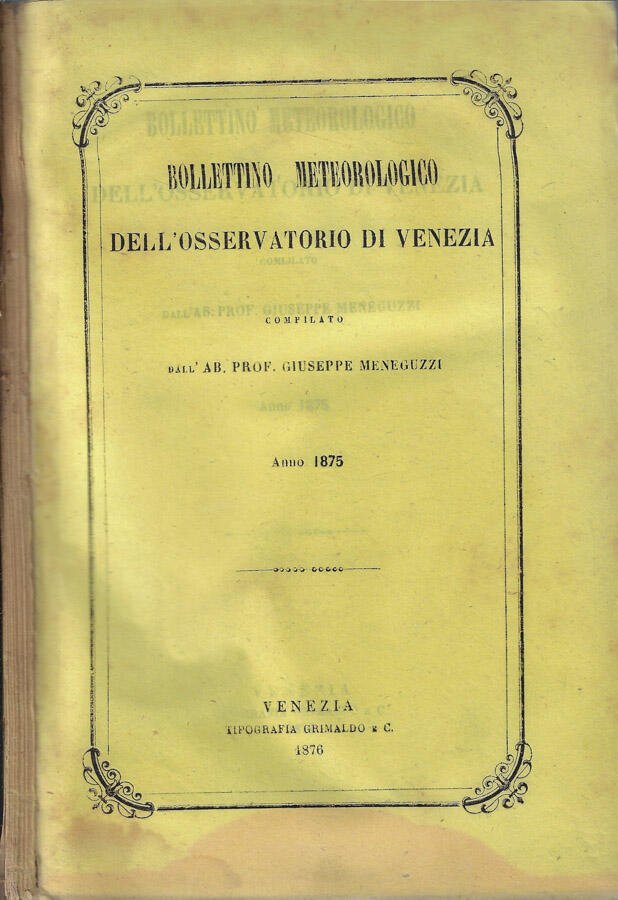 BOLLETTINO METEOROLOGICO
DELL'OSSERVATORIO DI VENEZIA
COMPILATO
DALL' AB. PROF. GIUSEPPE MENEGUZZI
Anno 1875
VENEZIA
TIPOGRAFIA GRIMALDO E C.
1876